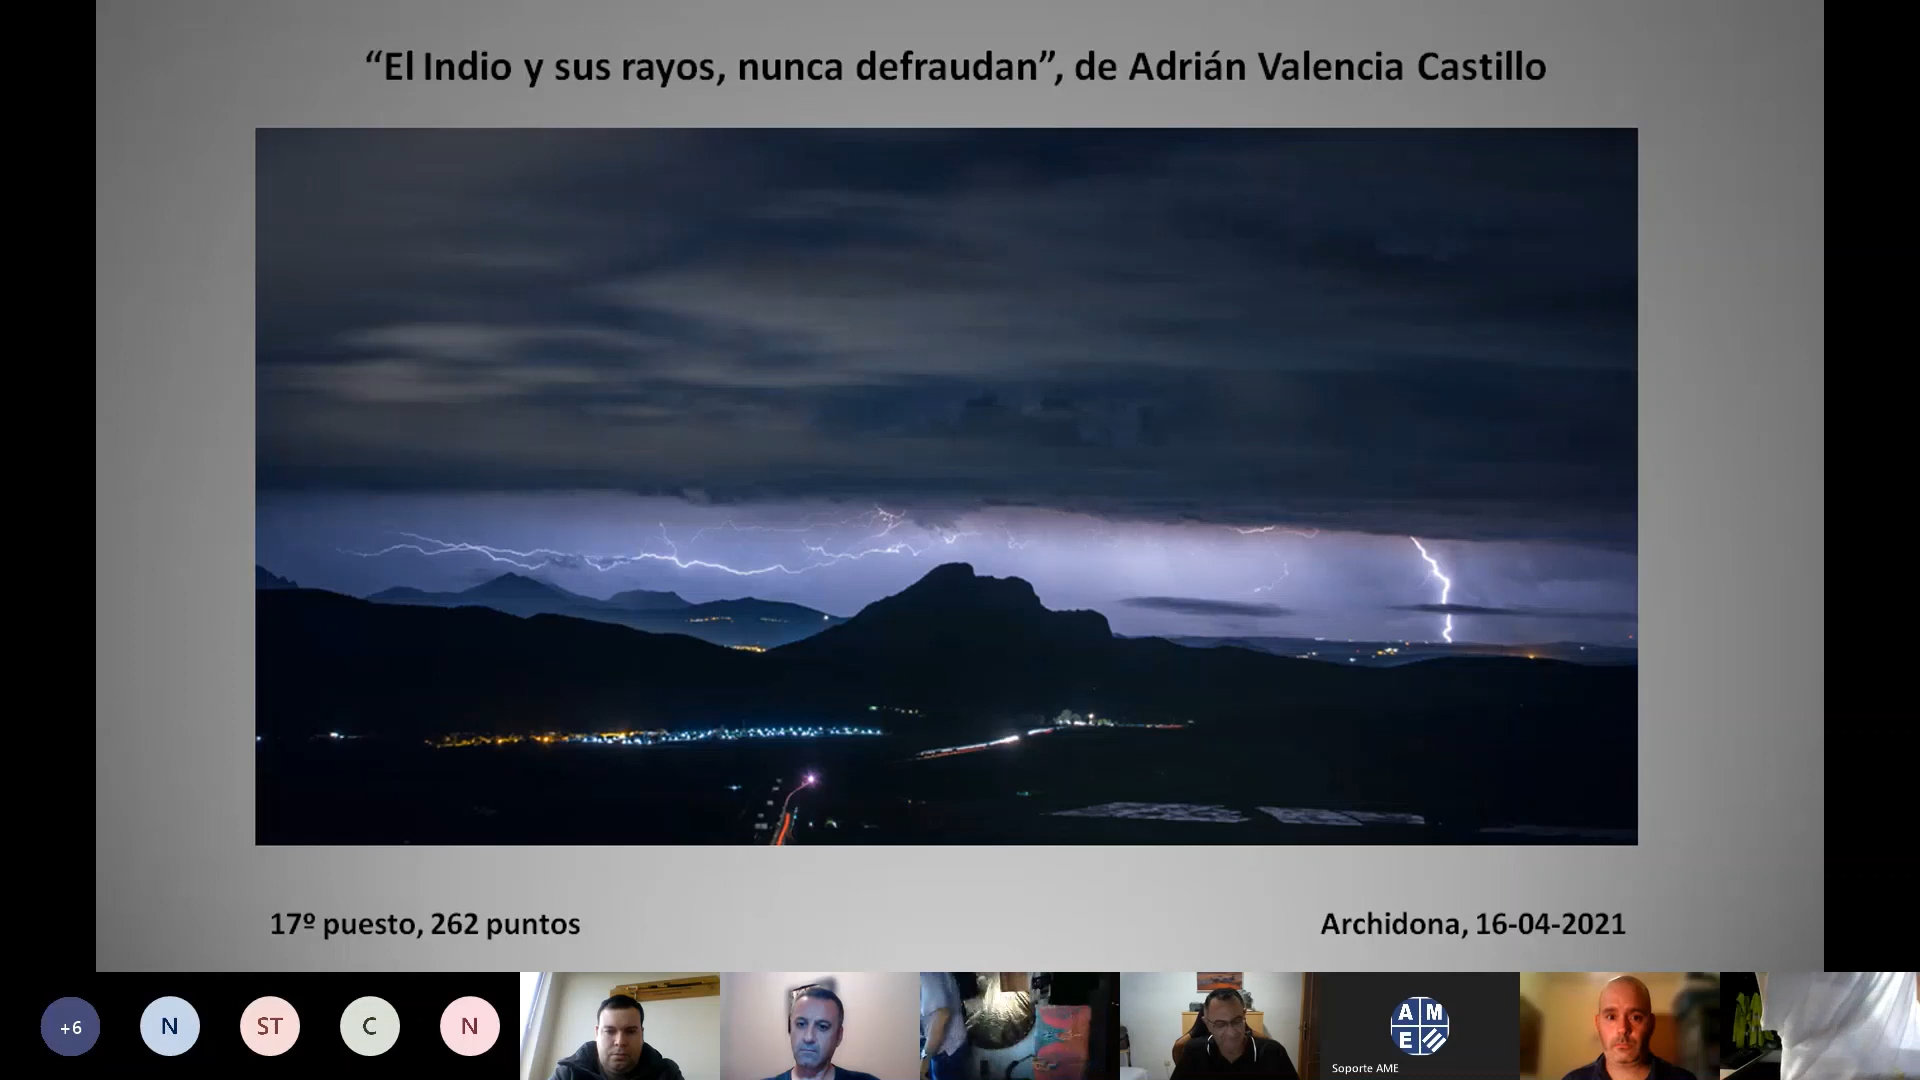 “El Indio y sus rayos, nunca defraudan”, de Adrián Valencia Castillo
17º puesto, 262 puntos
Archidona, 16-04-2021
+6
N
ST
C
N
A M
E
Soporte AME